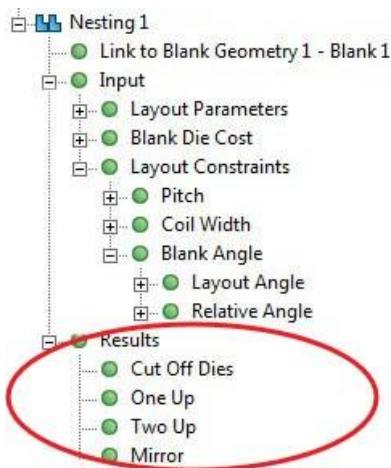 Nesting 1
Link to Blank Geometry 1 - Blank 1
Input
Layout Parameters
Blank Die Cost
Layout Constraints
Pitch
Coil Width
Blank Angle
Layout Angle
Relative Angle
Results
Cut Off Dies
One Up
Two Up
Mirror